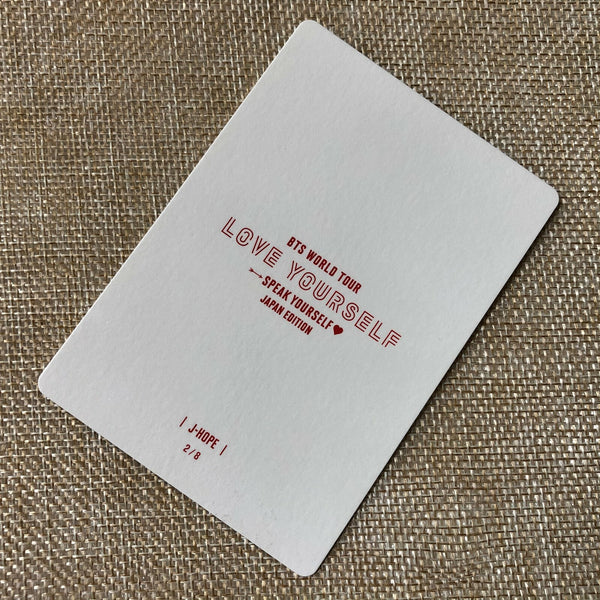 BTS WORLD TOUR
LOVE YOURSELF
SPEAK YOURSELF♥
JAPAN EDITION
| J-HOPE |
2/8